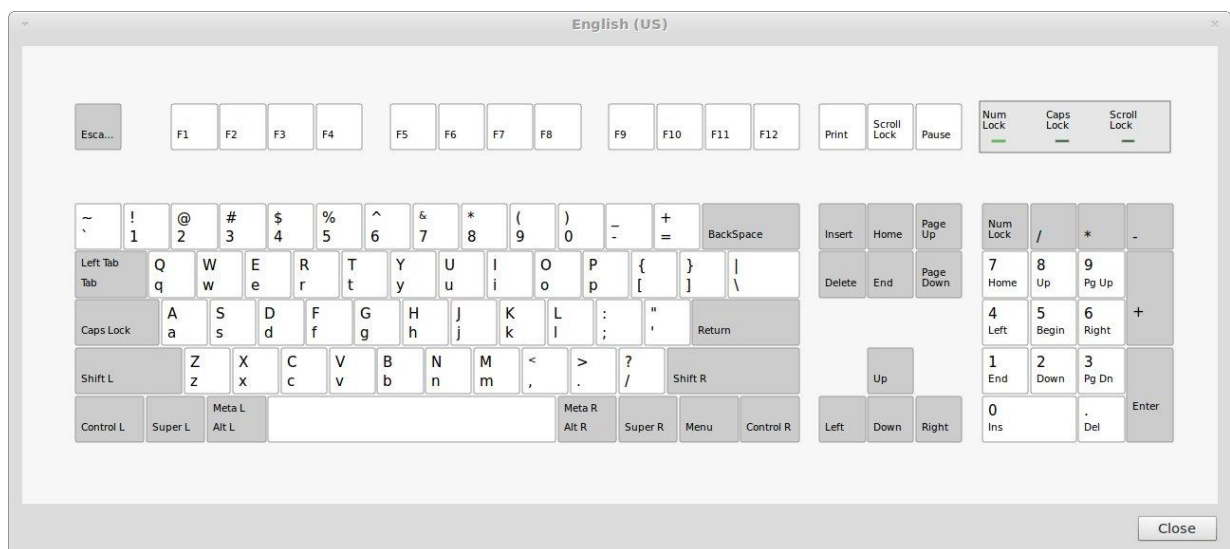 English (US)
Esca... F1 F2 F3 F4 F5 F6 F7 F8 F9 F10 F11 F12 Print Scroll Lock Pause Num Lock Caps Lock Scroll Lock
~ ! @ # $ % ^ & * ( ) _ +
` 1 2 3 4 5 6 7 8 9 0 - = BackSpace Insert Home Page Up Num Lock / * -
Left Tab Q W E R T Y U I O P { } | 7 8 9
Tab q w e r t y u i o p [ ] \ Delete End Page Down Home Up Pg Up
A S D F G H J K L : " 4 5 6 +
Caps Lock a s d f g h j k l ; ' Return Left Begin Right
Z X C V B N M < > ? 1 2 3
Shift L z x c v b n m , . / Shift R Up End Down Pg Dn
Meta L Meta R 0 . Enter
Control L Super L Alt L Alt R Super R Menu Control R Left Down Right Ins Del
Close